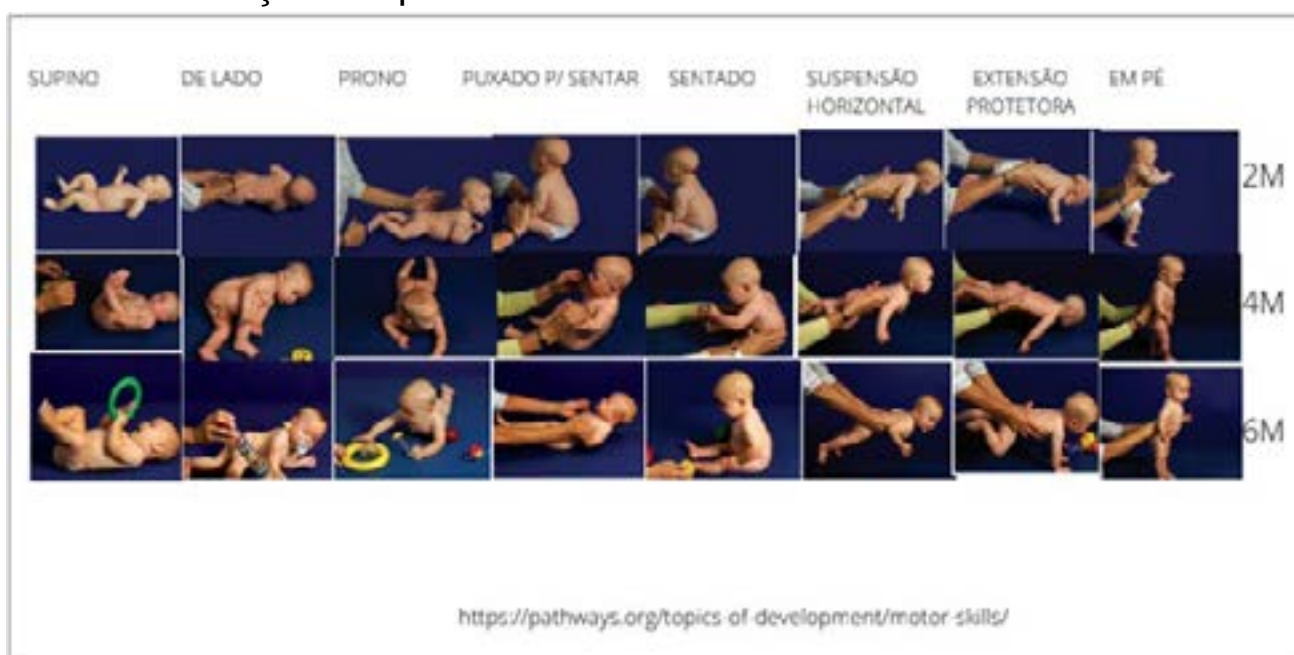 SUPINO DE LADO PRONO PUXADO P/ SENTAR SENTADO SUSPENSÃO HORIZONTAL EXTENSÃO PROTETORA EM PÉ
2M
4M
6M
https://pathways.org/topics-of-development/motor-skills/